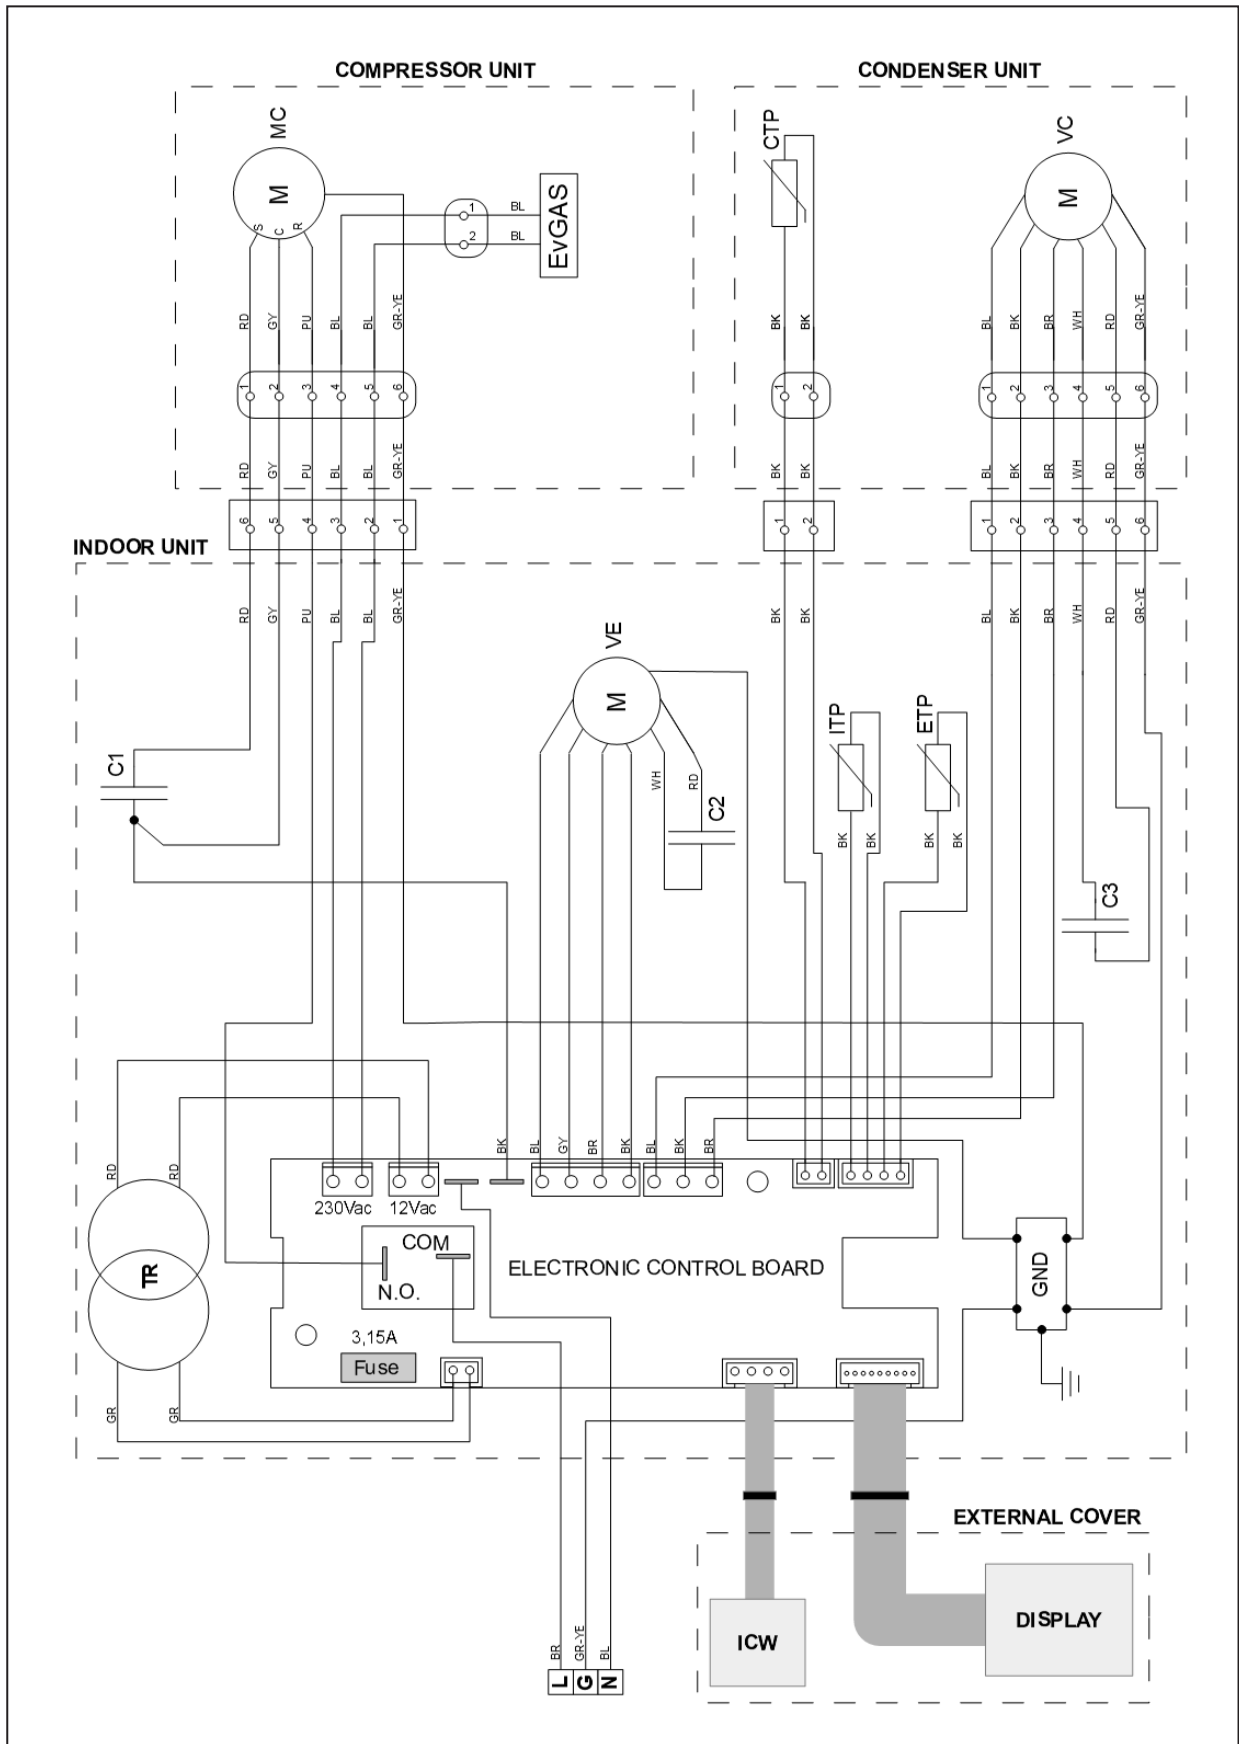 COMPRESSOR UNIT
CONDENSER UNIT
MC
M
S C R
1
2
BL
BL
EvGAS
CTP
VC
M
RD GY PU BL BL GR-YE
BK BK
BL BK BR WH RD GR-YE
1 2 3 4 5 6
1 2
1 2 3 4 5 6
RD GY PU BL BL GR-YE
BK BK
BL BK BR WH RD GR-YE
6 5 4 3 2 1
1 2
1 2 3 4 5 6
INDOOR UNIT
RD GY PU BL BL GR-YE
BK BK
BL BK BR WH RD GR-YE
VE
M
ITP
ETP
C1
WH RD
C2
BK BK
BK BK
C3
RD RD
BK
BL GY BR BK
BL BK BR
230Vac
12Vac
COM
N.O.
ELECTRONIC CONTROL BOARD
TR
GND
3,15A
Fuse
GR GR
EXTERNAL COVER
ICW
DISPLAY
BR GR-YE BL
L G N